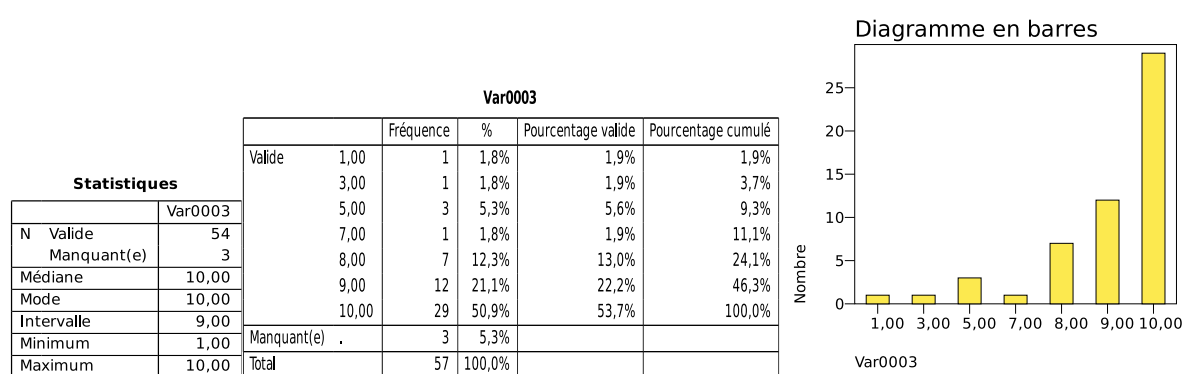 Statistiques
Var0003
N Valide 54
Manquant(e) 3
Médiane 10,00
Mode 10,00
Intervalle 9,00
Minimum 1,00
Maximum 10,00
Var0003
Fréquence % Pourcentage valide Pourcentage cumulé
Valide 1,00 1 1,8% 1,9% 1,9%
3,00 1 1,8% 1,9% 3,7%
5,00 3 5,3% 5,6% 9,3%
7,00 1 1,8% 1,9% 11,1%
8,00 7 12,3% 13,0% 24,1%
9,00 12 21,1% 22,2% 46,3%
10,00 29 50,9% 53,7% 100,0%
Manquant(e) . 3 5,3%
Total 57 100,0%
Diagramme en barres
Nombre
25
20
15
10
5
0
1,00 3,00 5,00 7,00 8,00 9,00 10,00
Var0003